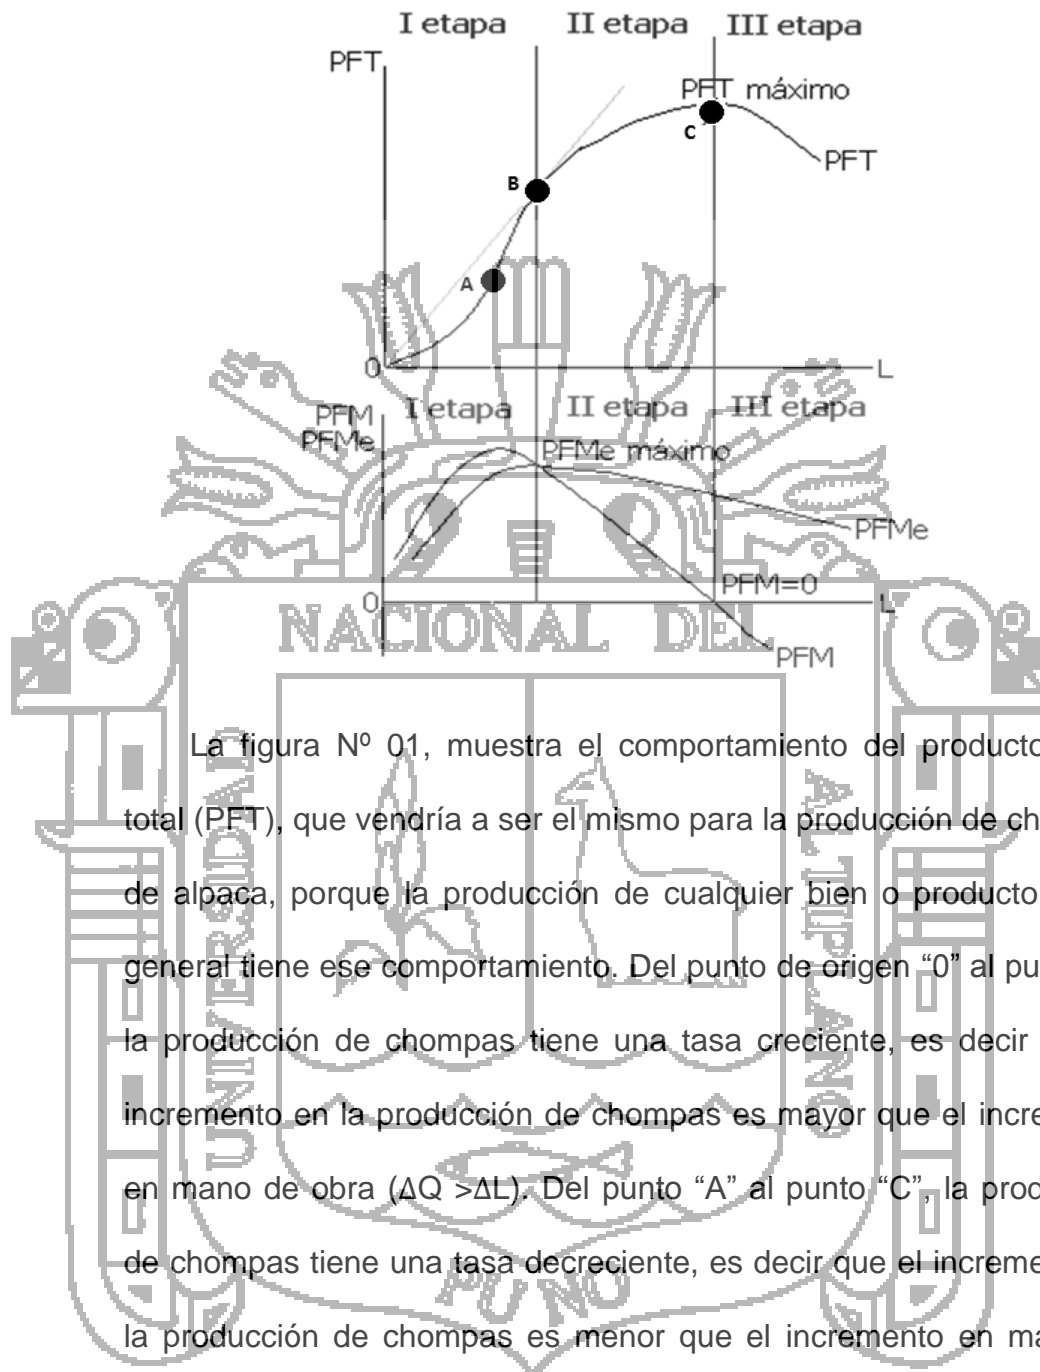 I etapa II etapa III etapa
PFT
PFT máximo
C
PFT
B
A
0 L
PFM I etapa II etapa III etapa
PFMe
PFMe máximo
PFMe
PFM=0
0 L
PFM
NACIONAL DEL
UNIVERSIDAD
ALTIPLANO
La figura Nº 01, muestra el comportamiento del producto
total (PFT), que vendría a ser el mismo para la producción de ch
de alpaca, porque la producción de cualquier bien o producto
general tiene ese comportamiento. Del punto de origen “0” al pu
la producción de chompas tiene una tasa creciente, es decir
incremento en la producción de chompas es mayor que el incre
en mano de obra (ΔQ >ΔL). Del punto “A” al punto “C”, la prod
de chompas tiene una tasa decreciente, es decir que el increme
la producción de chompas es menor que el incremento en ma
PUNO